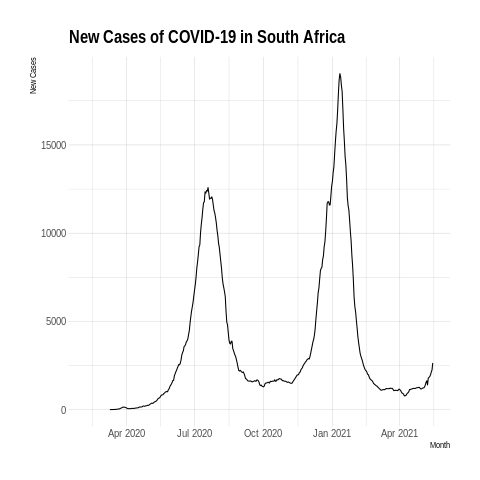 New Cases of COVID-19 in South Africa
New Cases
15000
10000
5000
0
Apr 2020 Jul 2020 Oct 2020 Jan 2021 Apr 2021
Month